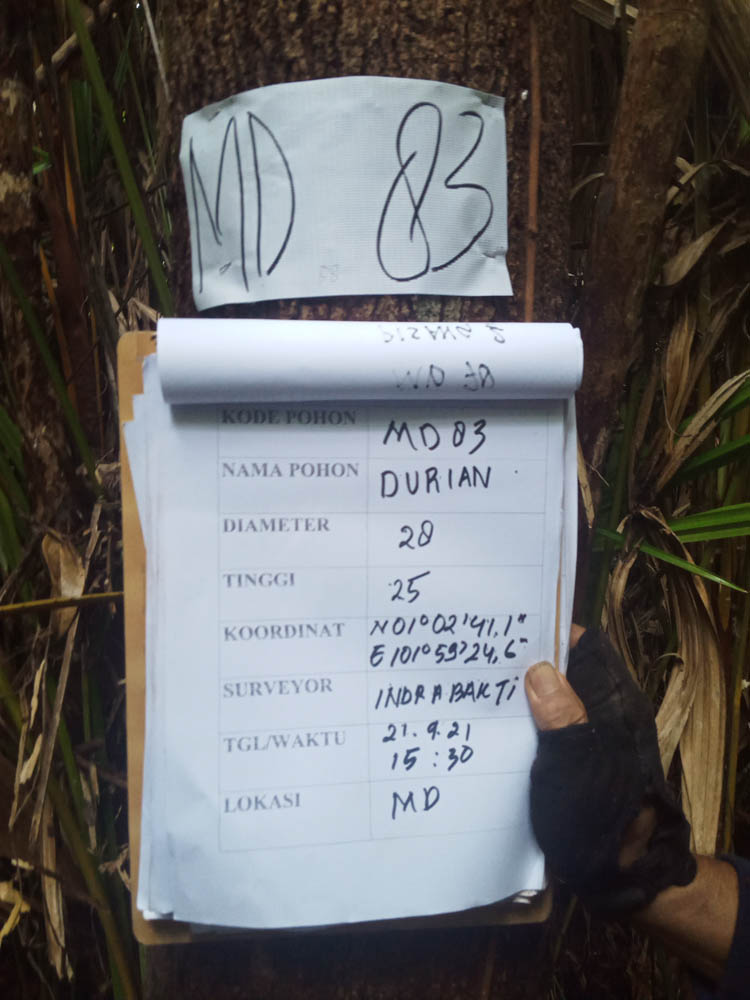 MD 83
KODE POHON MD 83
NAMA POHON DURIAN
DIAMETER 28
TINGGI 25
KOORDINAT N01°02'41,1"
E101°53'24,6"
SURVEYOR INDRA BAKTI
TGL/WAKTU 21.9.21
15:30
LOKASI MD